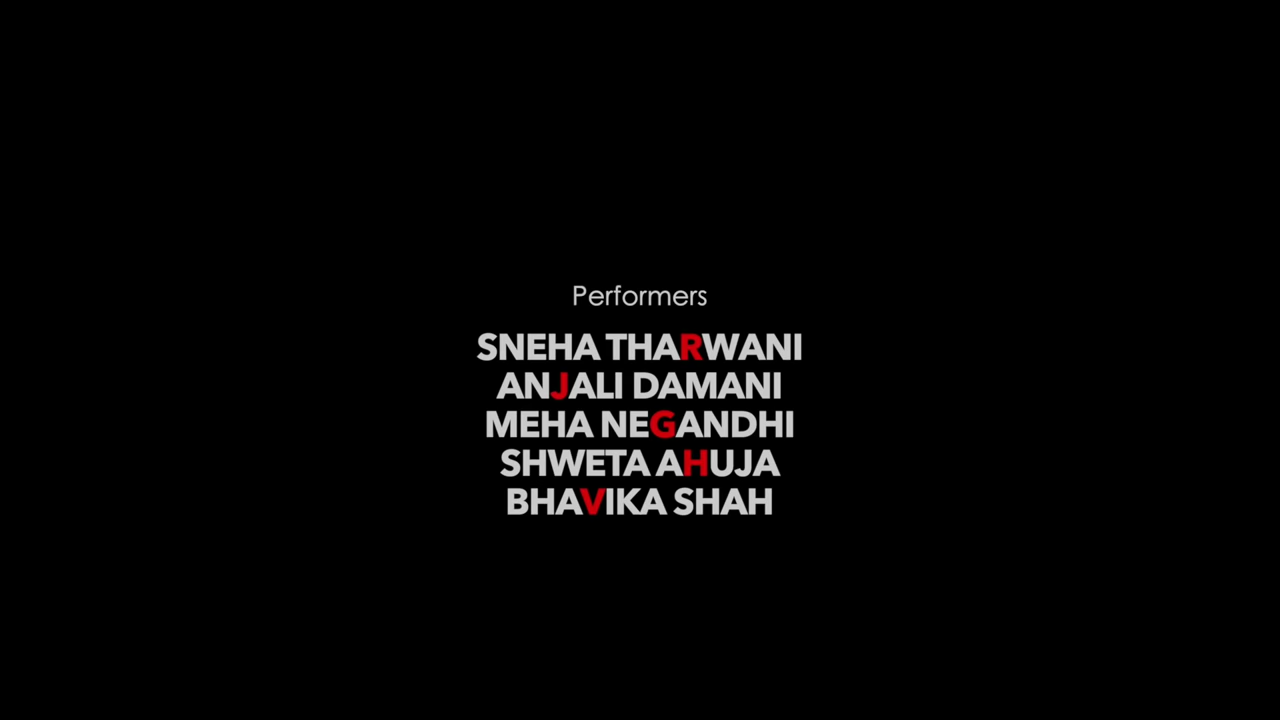 Performers
SNEHA THARWANI
ANJALI DAMANI
MEHA NEGANDHI
SHWETA AHUJA
BHAVIKA SHAH